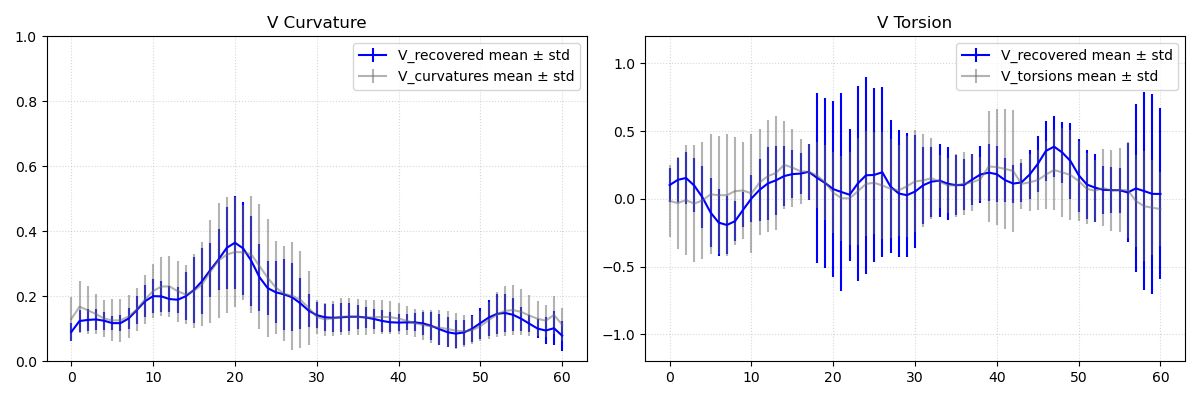 V Curvature
V_recovered mean ± std
V_curvatures mean ± std
1.0
0.8
0.6
0.4
0.2
0.0
0 10 20 30 40 50 60
V Torsion
V_recovered mean ± std
V_torsions mean ± std
1.0
0.5
0.0
−0.5
−1.0
0 10 20 30 40 50 60